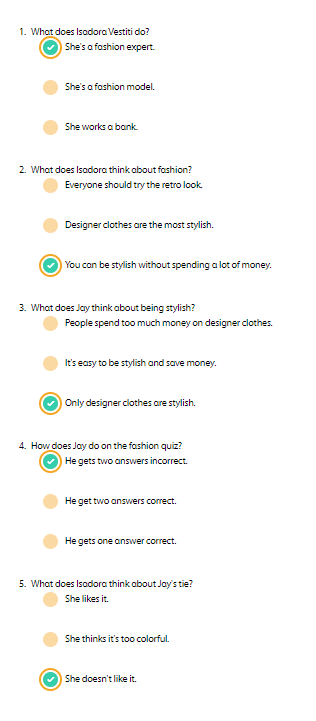 1. What does Isadora Vestiti do?
She's a fashion expert.
She's a fashion model.
She works a bank.
2. What does Isadora think about fashion?
Everyone should try the retro look.
Designer clothes are the most stylish.
You can be stylish without spending a lot of money.
3. What does Jay think about being stylish?
People spend too much money on designer clothes.
It's easy to be stylish and save money.
Only designer clothes are stylish.
4. How does Jay do on the fashion quiz?
He gets two answers incorrect.
He get two answers correct.
He gets one answer correct.
5. What does Isadora think about Jay's tie?
She likes it.
She thinks it's too colorful.
She doesn't like it.